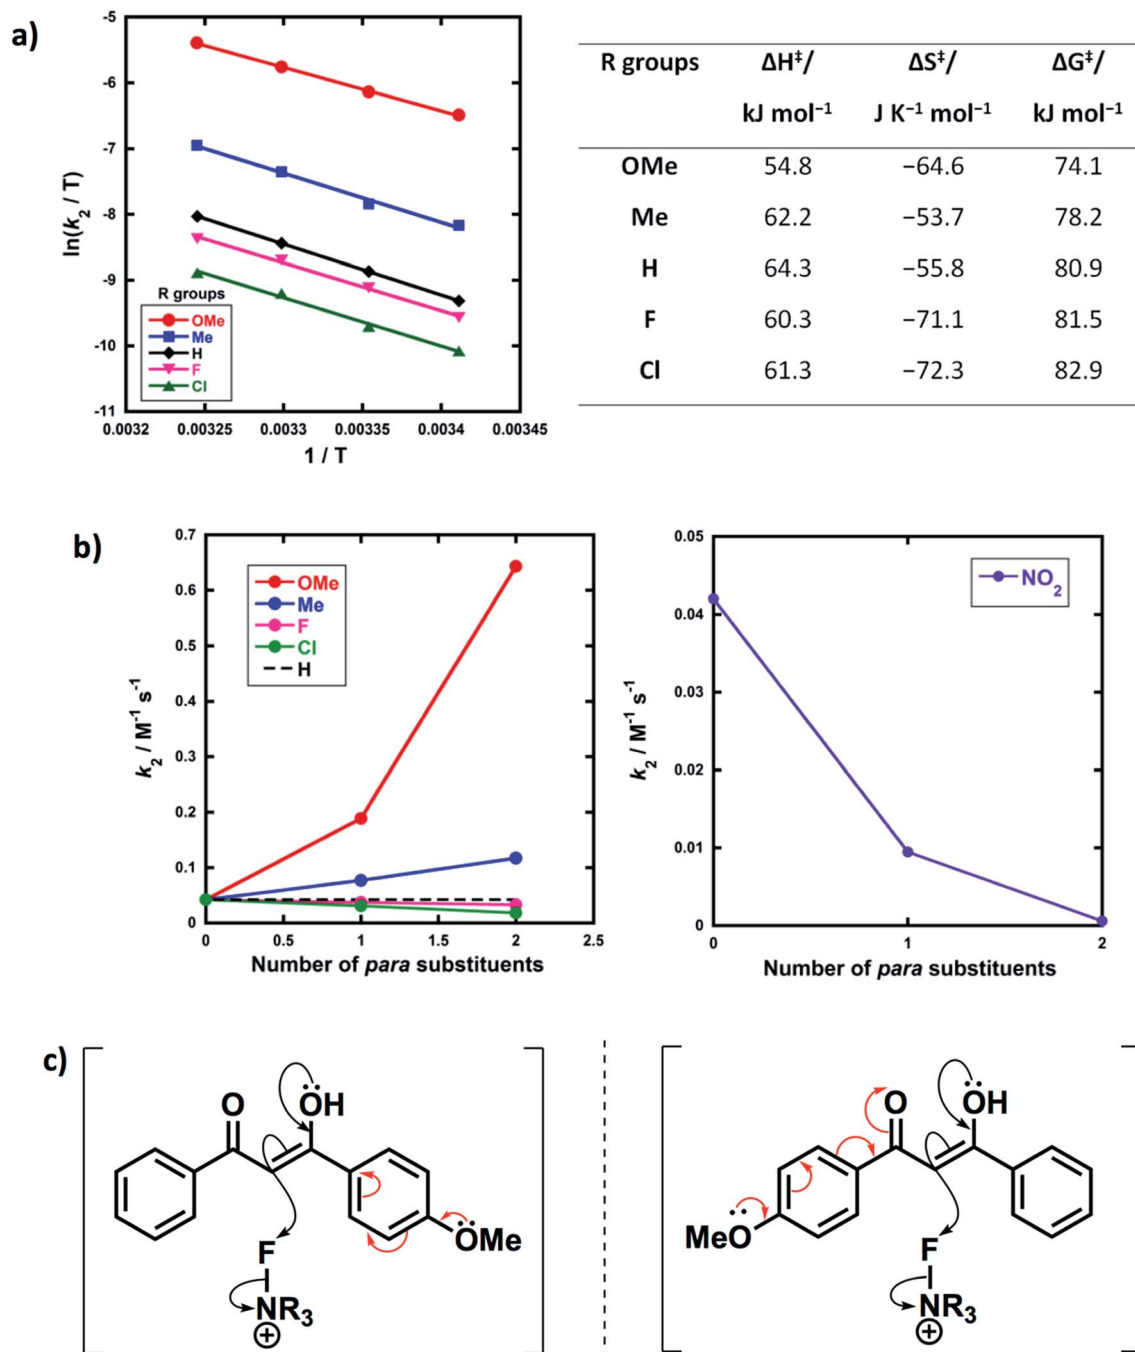 a)
-5
-6
-7
-8
-9
-10
-11
ln(k2 / T)
R groups
OMe
Me
H
F
Cl
0.0032 0.00325 0.0033 0.00335 0.0034 0.00345
1 / T
R groups ΔH‡/ ΔS‡/ ΔG‡/
kJ mol⁻¹ J K⁻¹ mol⁻¹ kJ mol⁻¹
OMe 54.8 −64.6 74.1
Me 62.2 −53.7 78.2
H 64.3 −55.8 80.9
F 60.3 −71.1 81.5
Cl 61.3 −72.3 82.9
b)
0.7
0.6
0.5
0.4
0.3
0.2
0.1
0
k2 / M⁻¹ s⁻¹
OMe
Me
F
Cl
H
0 0.5 1 1.5 2 2.5
Number of para substituents
0.05
0.04
0.03
0.02
0.01
0
k2 / M⁻¹ s⁻¹
NO2
0 1 2
Number of para substituents
c)
O OH
OMe
F
NR3
+
O OH
MeO
F
NR3
+